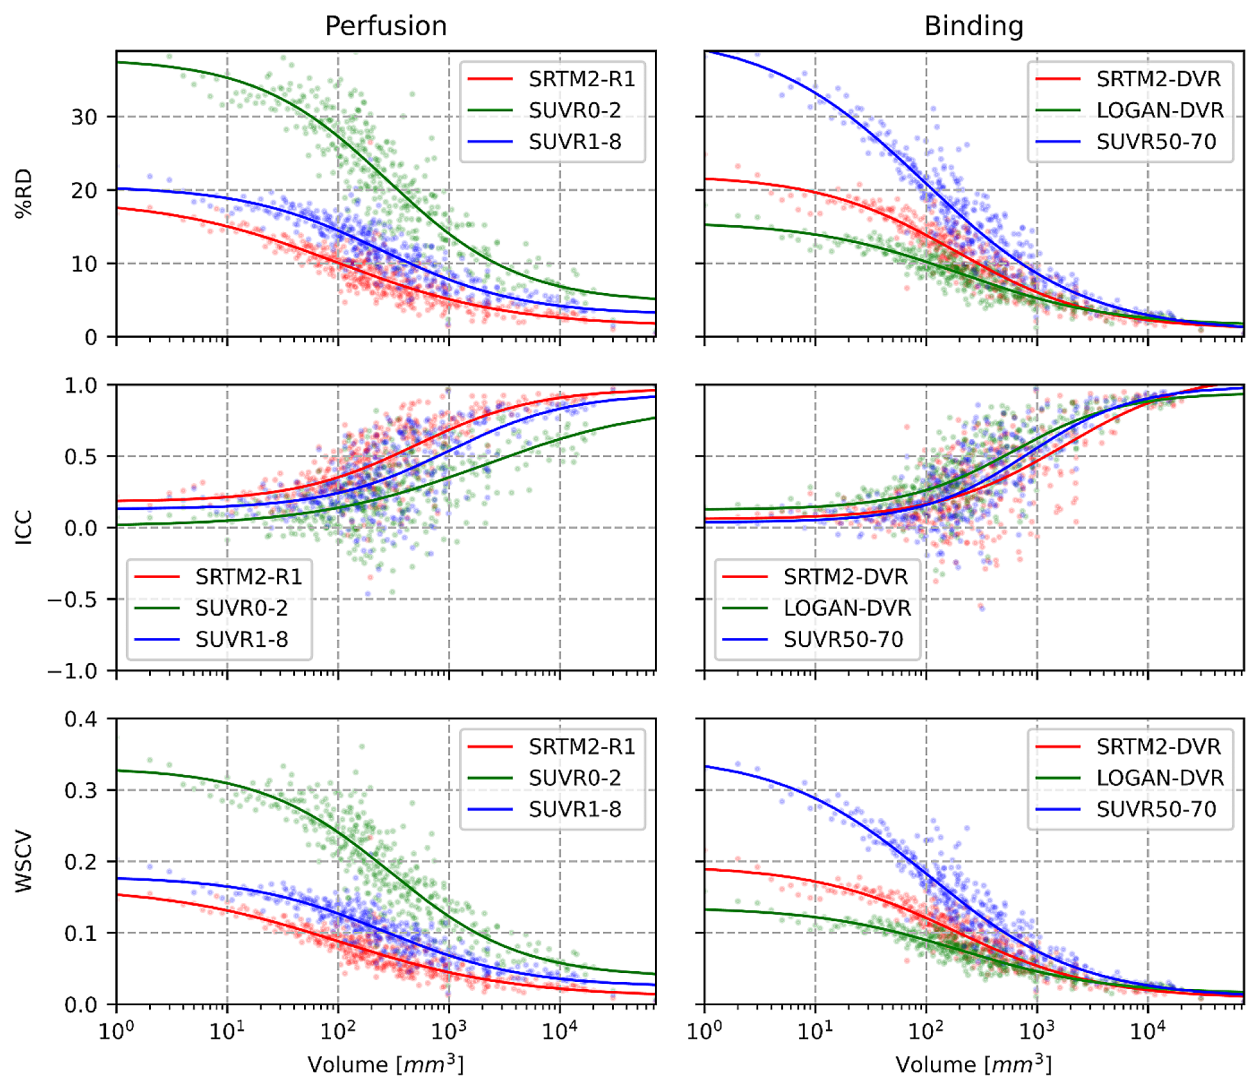 Perfusion
Binding
%RD
30
20
10
0
SRTM2-R1
SUVR0-2
SUVR1-8
SRTM2-DVR
LOGAN-DVR
SUVR50-70
ICC
1.0
0.5
0.0
−0.5
−1.0
SRTM2-R1
SUVR0-2
SUVR1-8
SRTM2-DVR
LOGAN-DVR
SUVR50-70
WSCV
0.4
0.3
0.2
0.1
0.0
SRTM2-R1
SUVR0-2
SUVR1-8
SRTM2-DVR
LOGAN-DVR
SUVR50-70
10⁰ 10¹ 10² 10³ 10⁴
10⁰ 10¹ 10² 10³ 10⁴
Volume [mm³]
Volume [mm³]